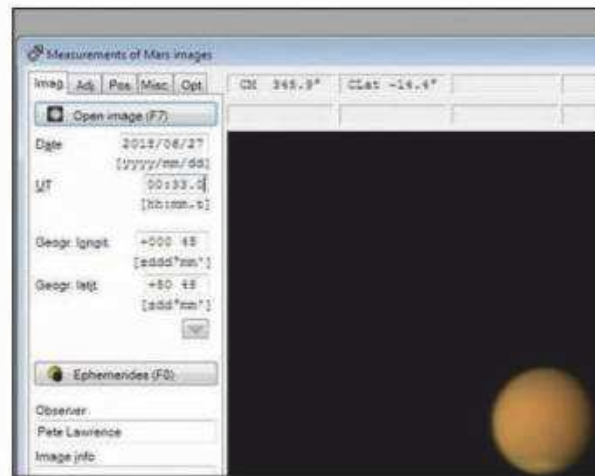 Measurements of Mars images
Imag. Adj. Pos. Misc. Opt.
CM 345.9° CLat -14.4°
Open image (F7)
Date 2018/06/27
[yyyy/mm/dd]
UT 00:33.0
[hh:mm.t]
Geogr. longit.
[±ddd°mm']
Geogr. latit. +50 48
[±dd°mm']
Ephemerides
Observer
Pete Lawrence
Image info